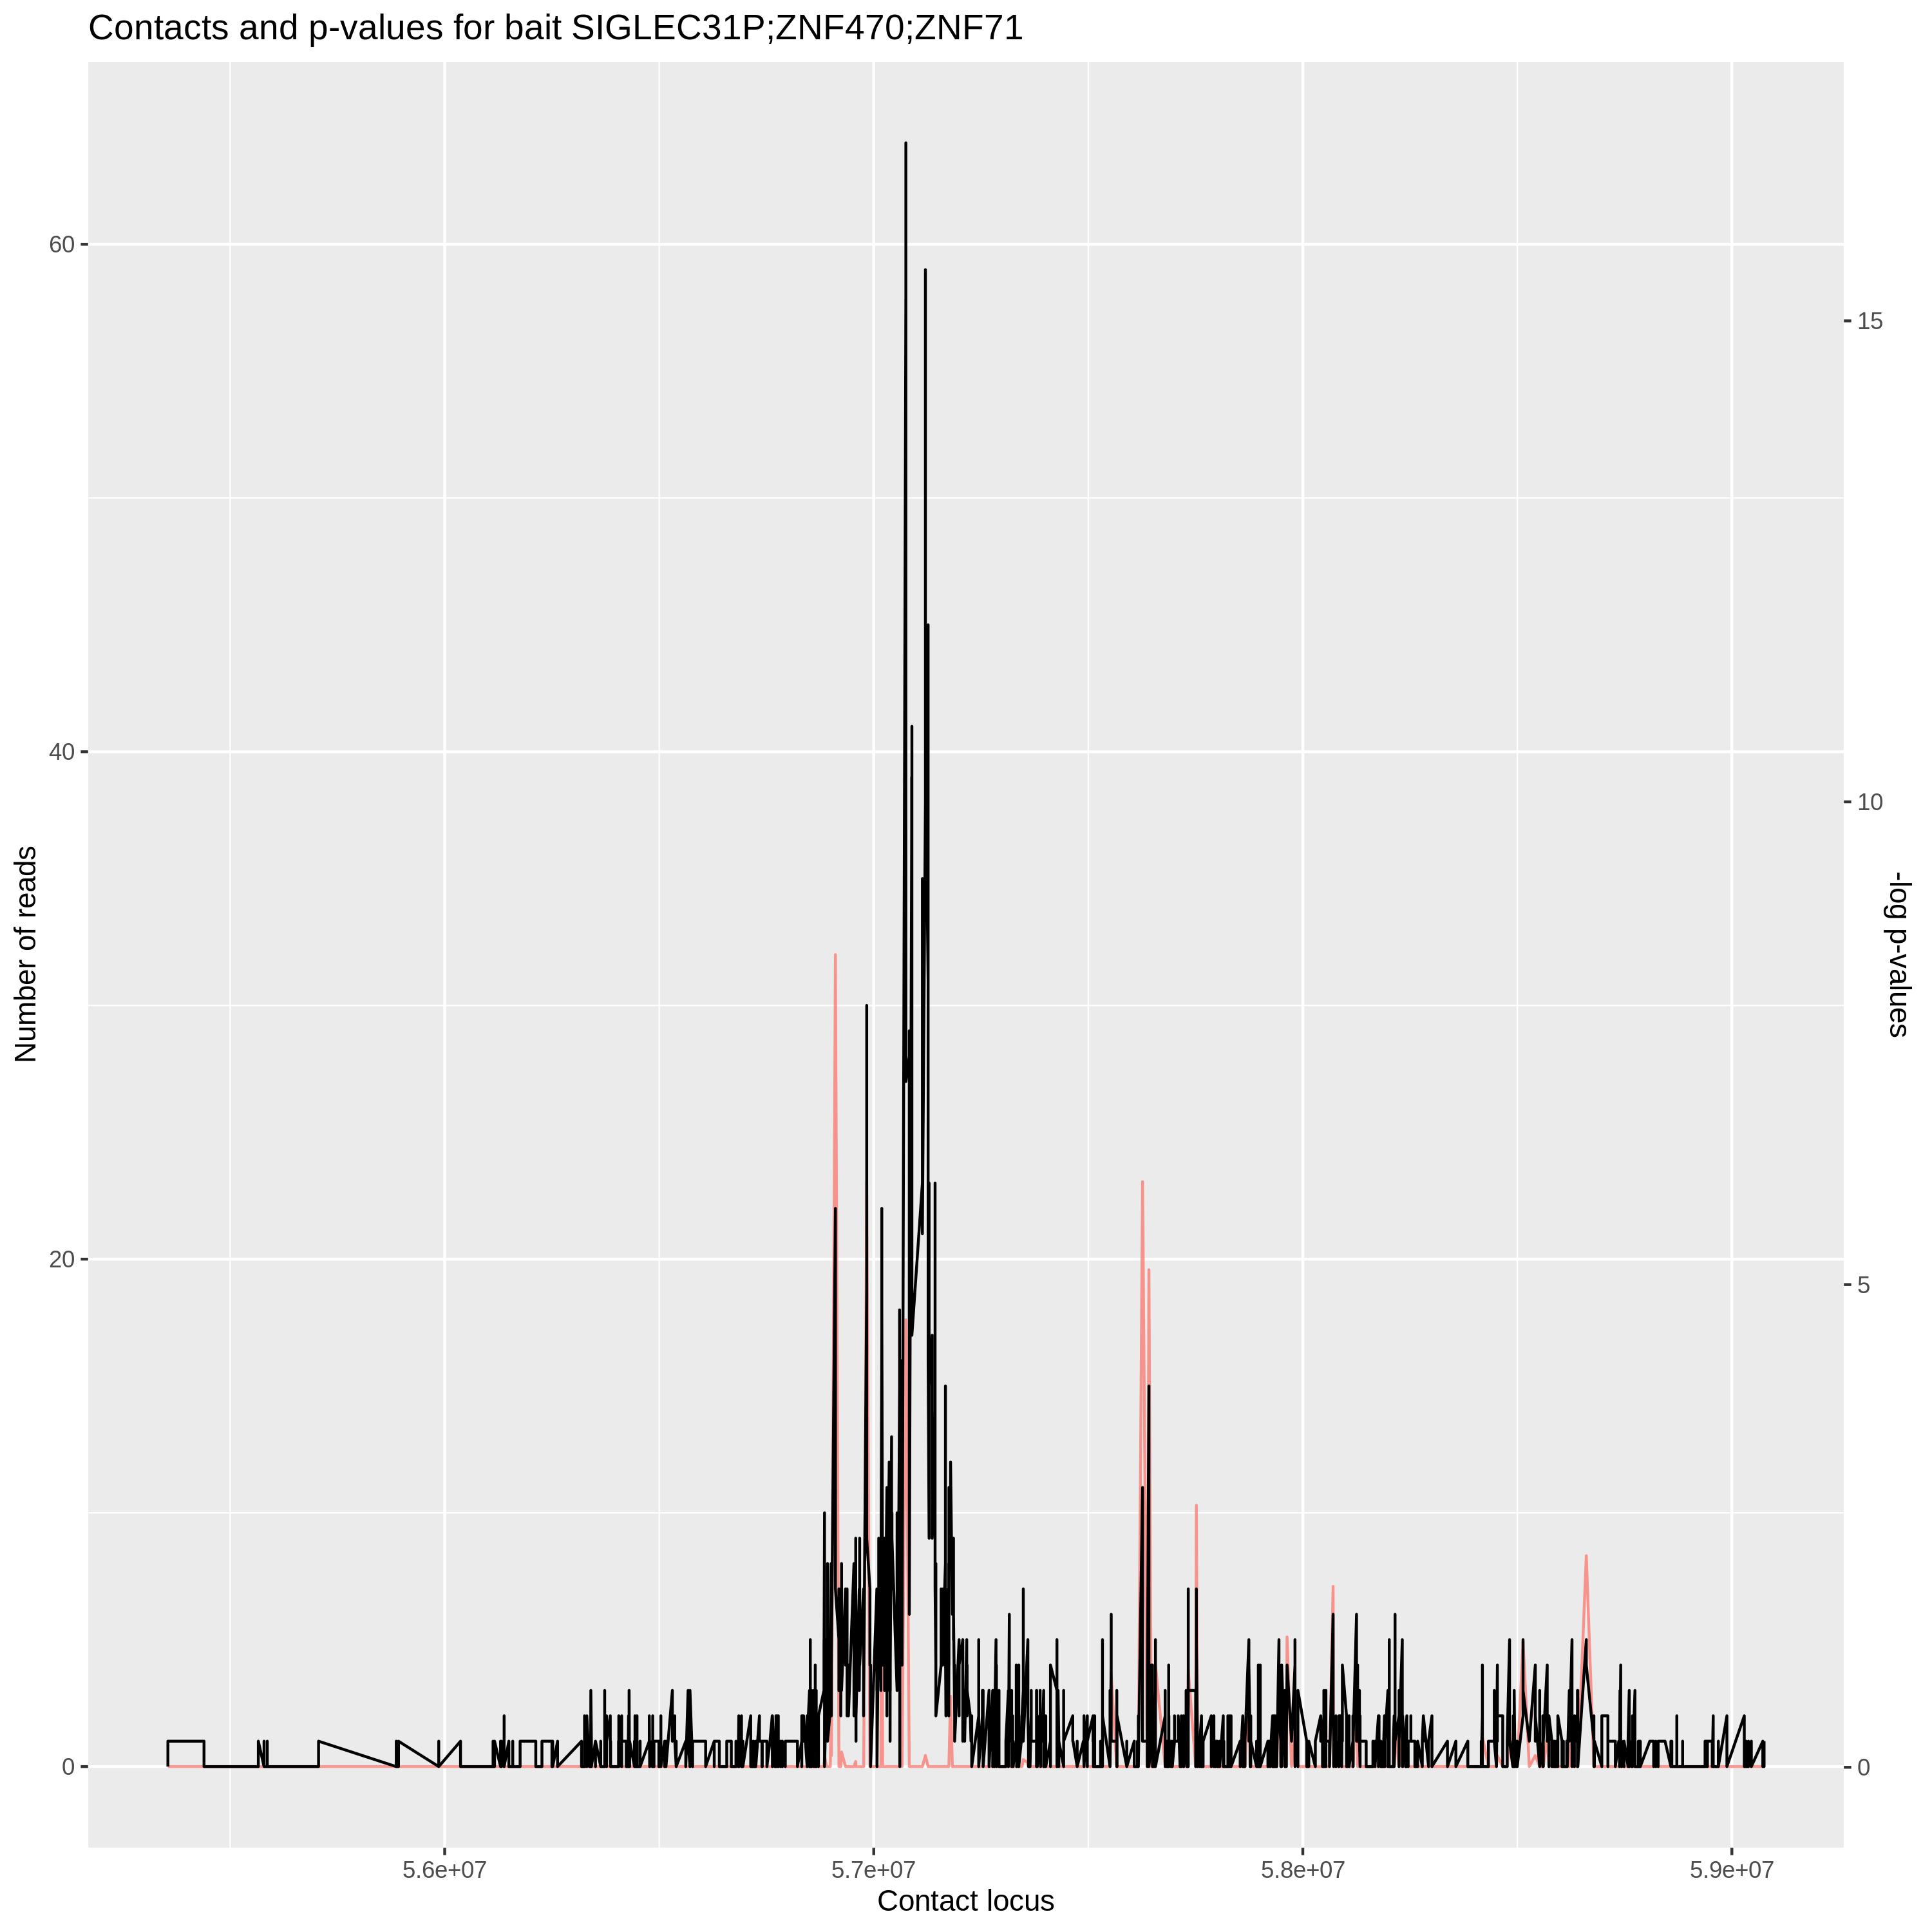 Contacts and p-values for bait SIGLEC31P;ZNF470;ZNF71
60
40
20
0
Number of reads
15
10
5
0
-log p-values
5.6e+07
5.7e+07
5.8e+07
5.9e+07
Contact locus